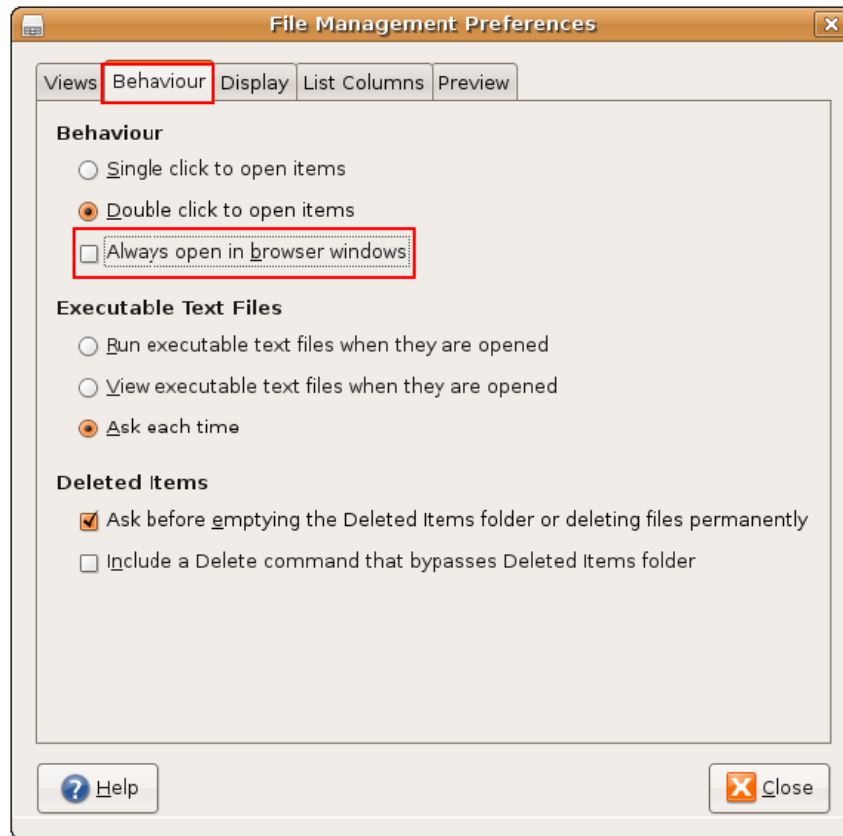 File Management Preferences
Views Behaviour Display List Columns Preview
Behaviour
Single click to open items
Double click to open items
Always open in browser windows
Executable Text Files
Run executable text files when they are opened
View executable text files when they are opened
Ask each time
Deleted Items
Ask before emptying the Deleted Items folder or deleting files permanently
Include a Delete command that bypasses Deleted Items folder
Help Close